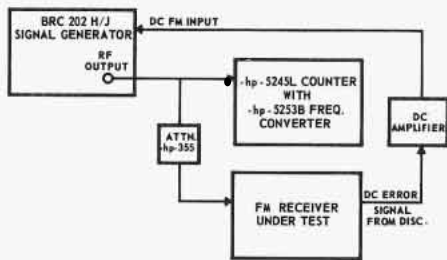 BRC 202 H/J
SIGNAL GENERATOR
RF
OUTPUT
DC FM INPUT
-hp-5245L COUNTER
WITH
-hp-5253B FREQ.
CONVERTER
DC
AMPLIFIER
ATTN.
-hp-355
FM RECEIVER
UNDER TEST
DC ERROR
SIGNAL
FROM DISC.